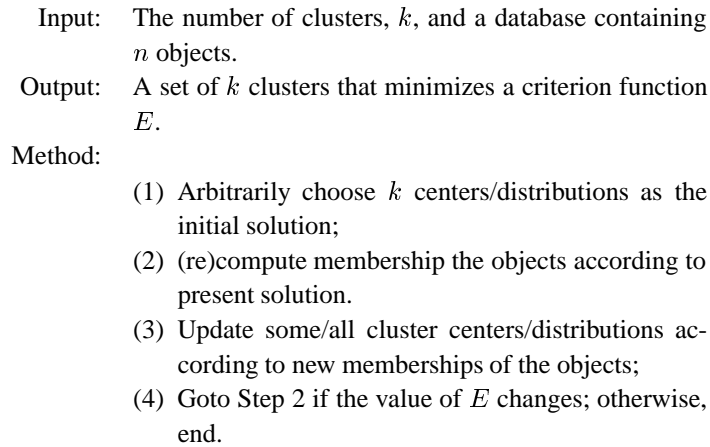 Input: The number of clusters, k, and a database containing
n objects.
Output: A set of k clusters that minimizes a criterion function
E.
Method:
(1) Arbitrarily choose k centers/distributions as the
initial solution;
(2) (re)compute membership the objects according to
present solution.
(3) Update some/all cluster centers/distributions ac-
cording to new memberships of the objects;
(4) Goto Step 2 if the value of E changes; otherwise,
end.